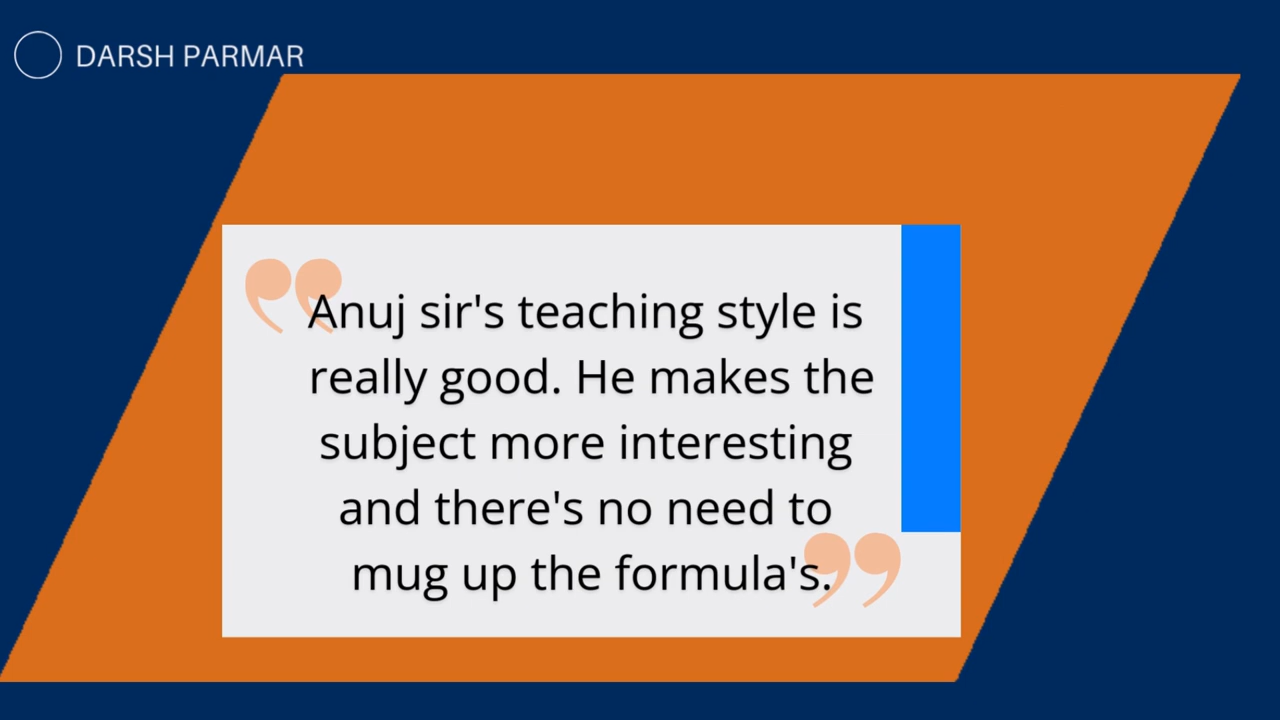 DARSH PARMAR
Anuj sir's teaching style is
really good. He makes the
subject more interesting
and there's no need to
mug up the formula's.